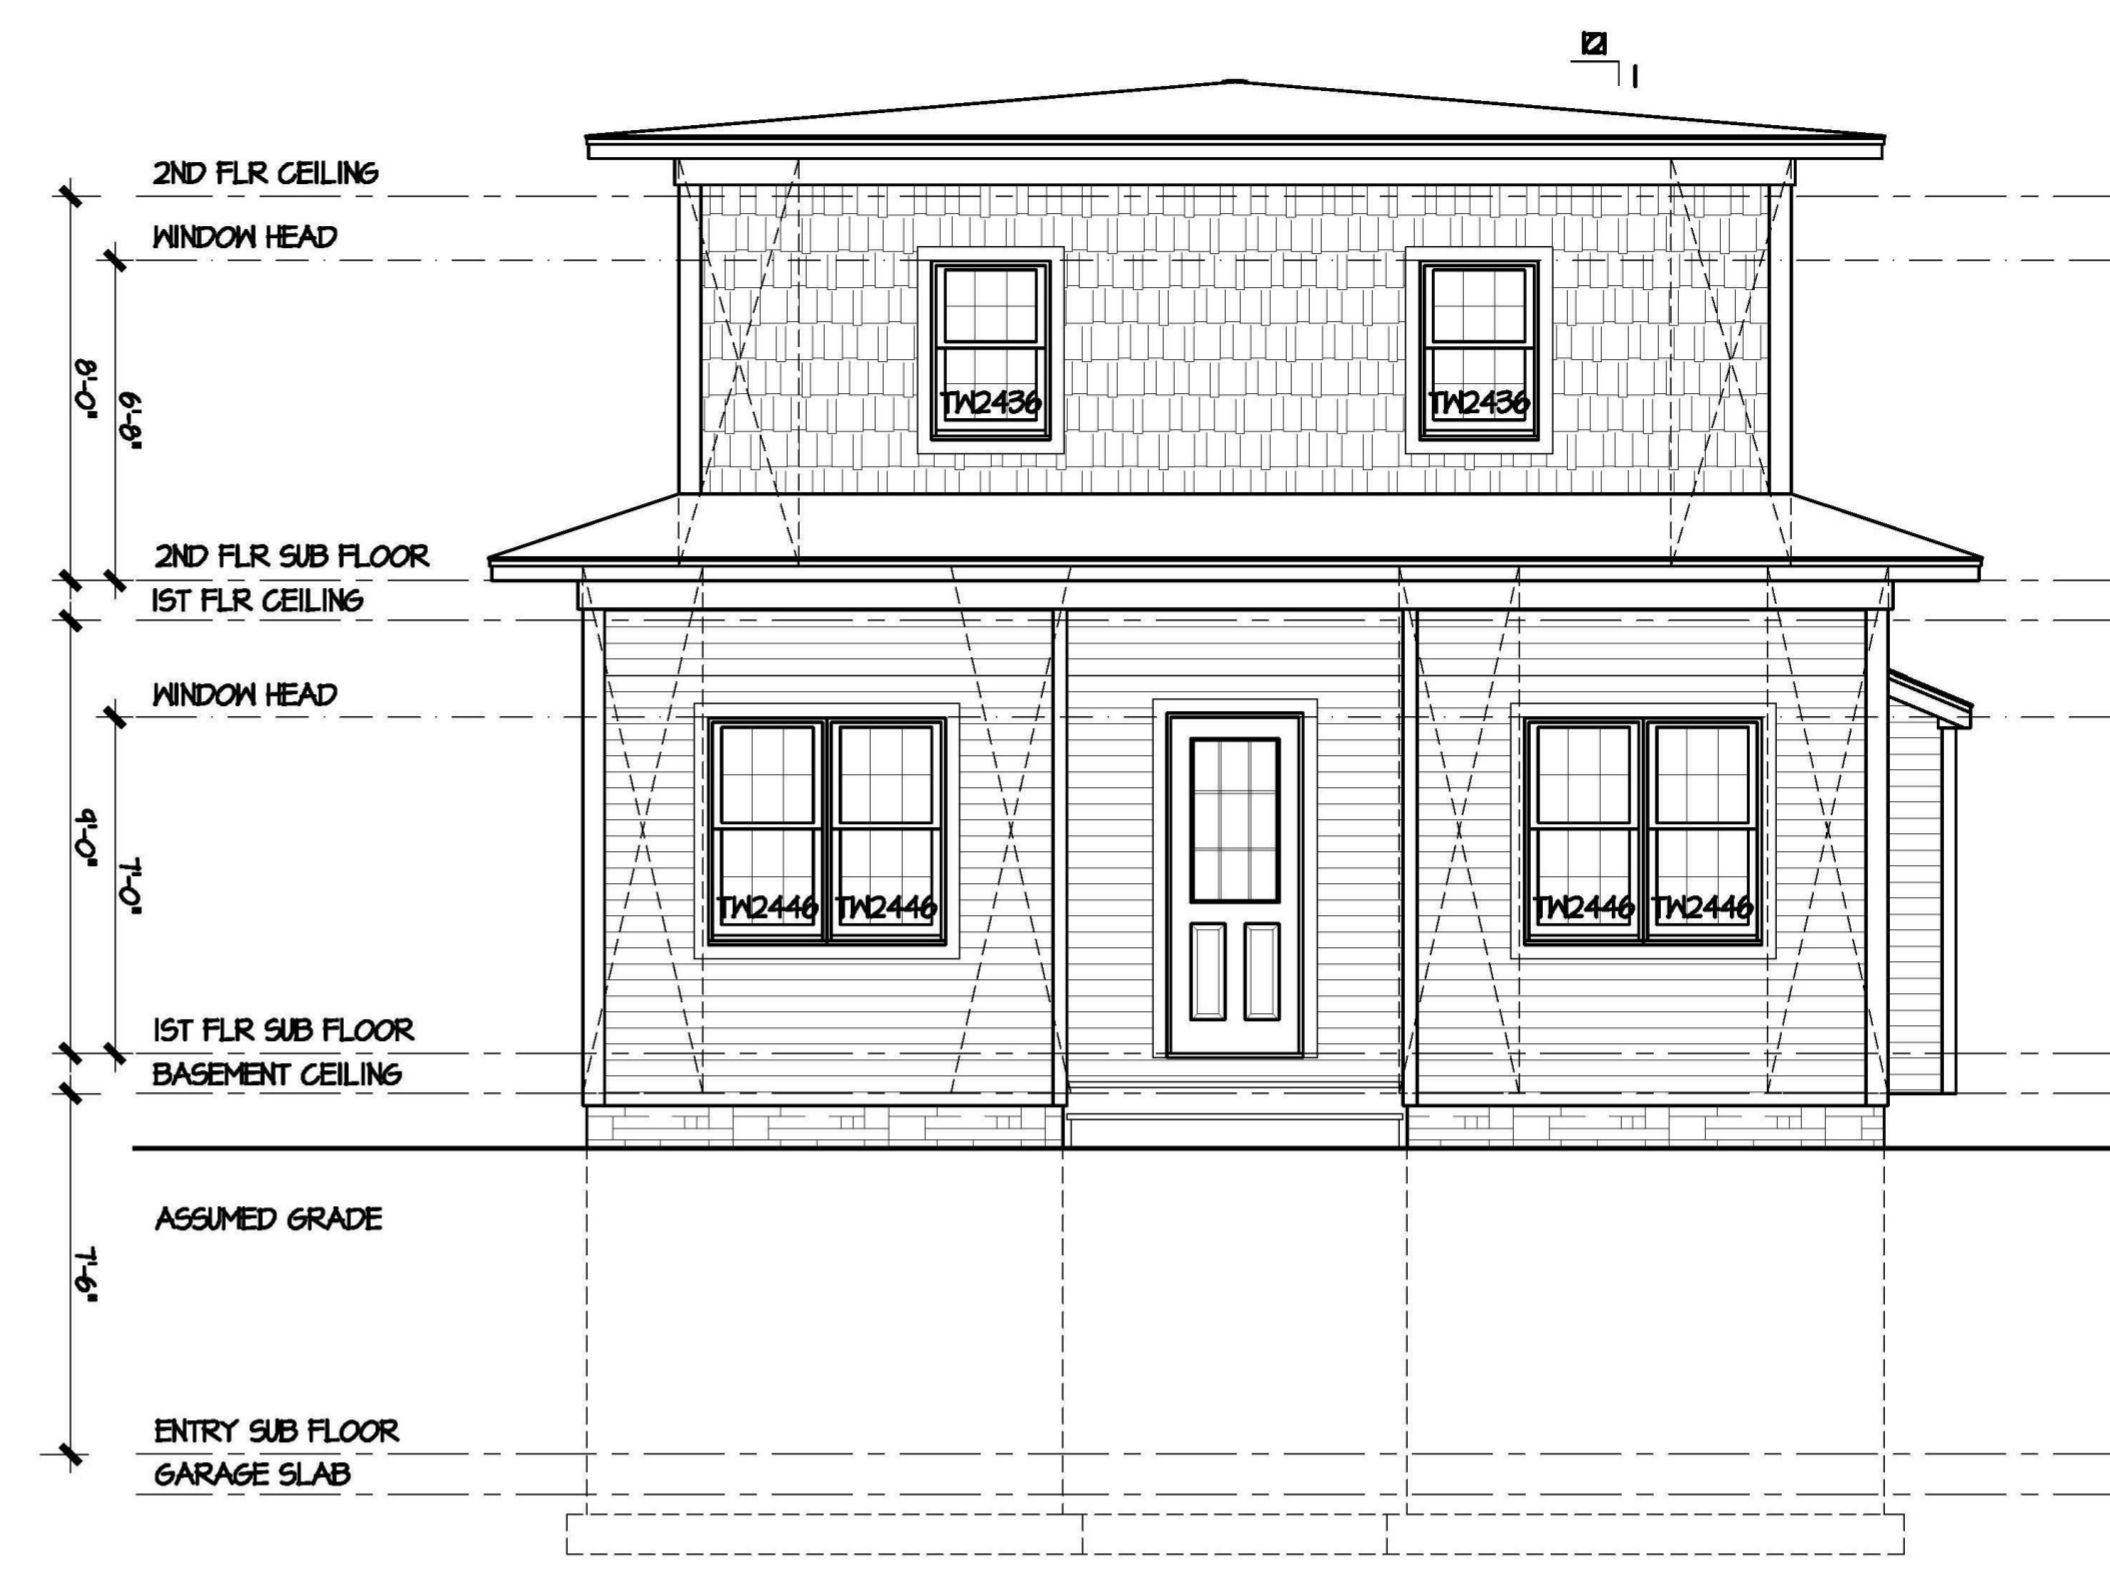 1
2ND FLR CEILING
WINDOW HEAD
8'-0"
6'-8"
TW2436 TW2436
2ND FLR SUB FLOOR
1ST FLR CEILING
WINDOW HEAD
9'-0"
7'-0"
TW2446 TW2446 TW2446 TW2446
1ST FLR SUB FLOOR
BASEMENT CEILING
ASSUMED GRADE
7'-6"
ENTRY SUB FLOOR
GARAGE SLAB